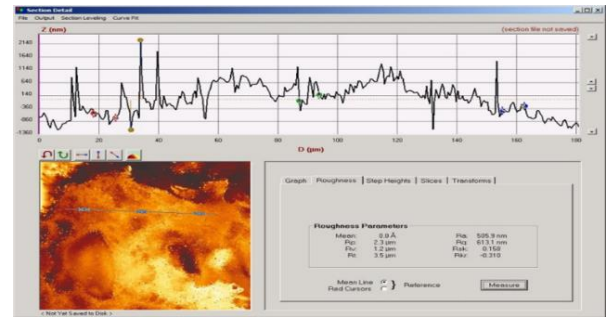 Section Detail
File Output Section Leveling Curve Fit
Z (nm) (section file not saved)
2140
1640
1140
640
140
-360
-860
-1360
0 20 40 60 80 100 120 140 160 180
D (µm)
Graph Roughness Step Heights Slices Transforms
Roughness Parameters
Mean: 0.0 Å Ra: 505.9 nm
Rp: 2.3 µm Rq: 613.1 nm
Rv: 1.2 µm Rsk: 0.158
Rt: 3.5 µm Rku: -0.310
Mean Line
Red Cursors } Reference Measure
< Not Yet Saved to Disk >